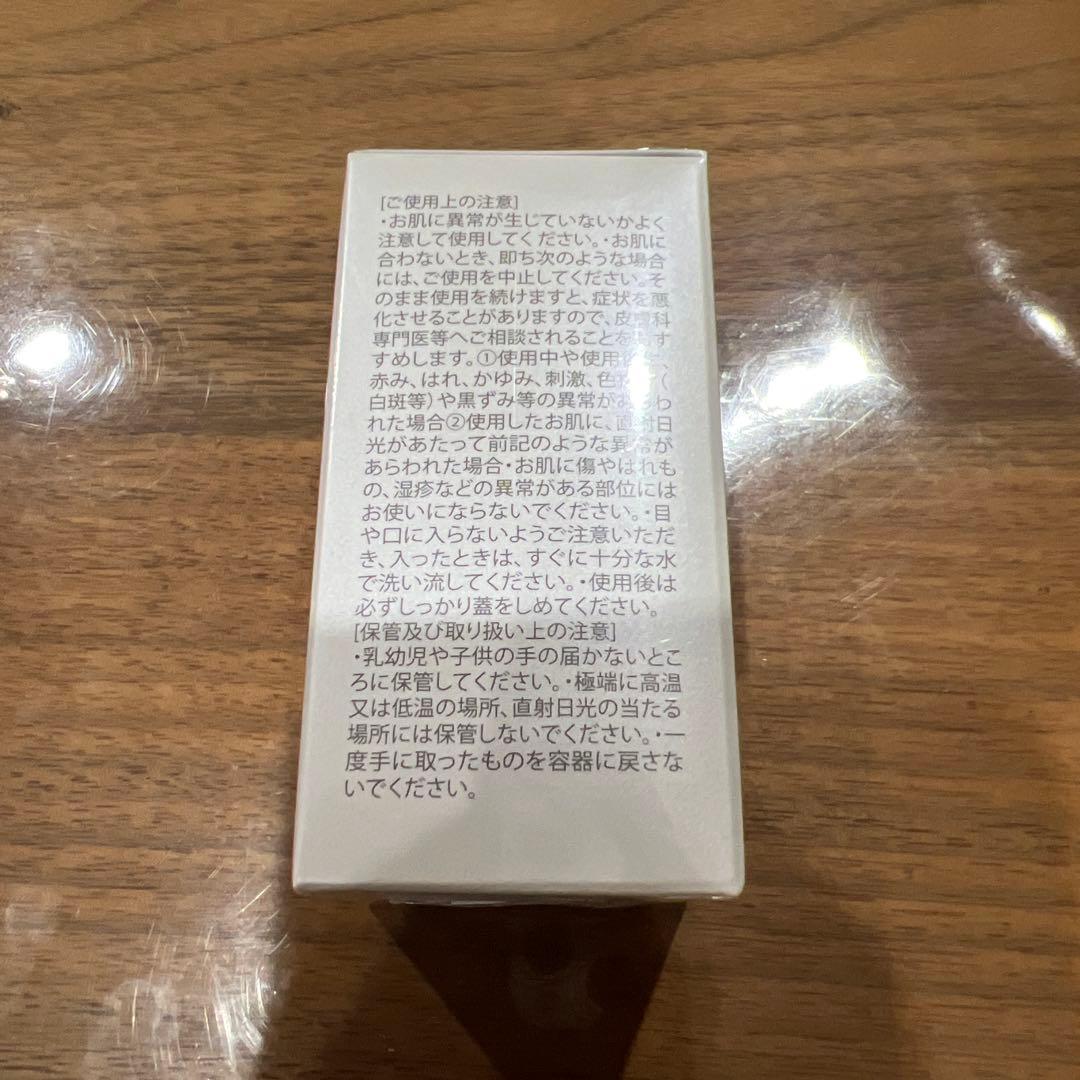 [ご使用上の注意]
・お肌に異常が生じていないかよく
注意して使用してください。・お肌に
合わないとき、即ち次のような場合
には、ご使用を中止してください。そ
のまま使用を続けますと、症状を悪
化させることがありますので、皮膚科
専門医等へご相談されることをおす
すめします。①使用中や使用後に、
赤み、はれ、かゆみ、刺激、色
白斑等)や黒ずみ等の異常があらわ
れた場合②使用したお肌に、直射日
光があたって前記のような異常が
あらわれた場合・お肌に傷やはれも
の、湿疹などの異常がある部位には
お使いにならないでください。・目
や口に入らないようご注意いただ
き、入ったときは、すぐに十分な水
で洗い流してください。・使用後は
必ずしっかり蓋をしめてください。
[保管及び取り扱い上の注意]
・乳幼児や子供の手の届かないとこ
ろに保管してください。・極端に高温
又は低温の場所、直射日光の当たる
場所には保管しないでください。・一
度手に取ったものを容器に戻さな
いでください。